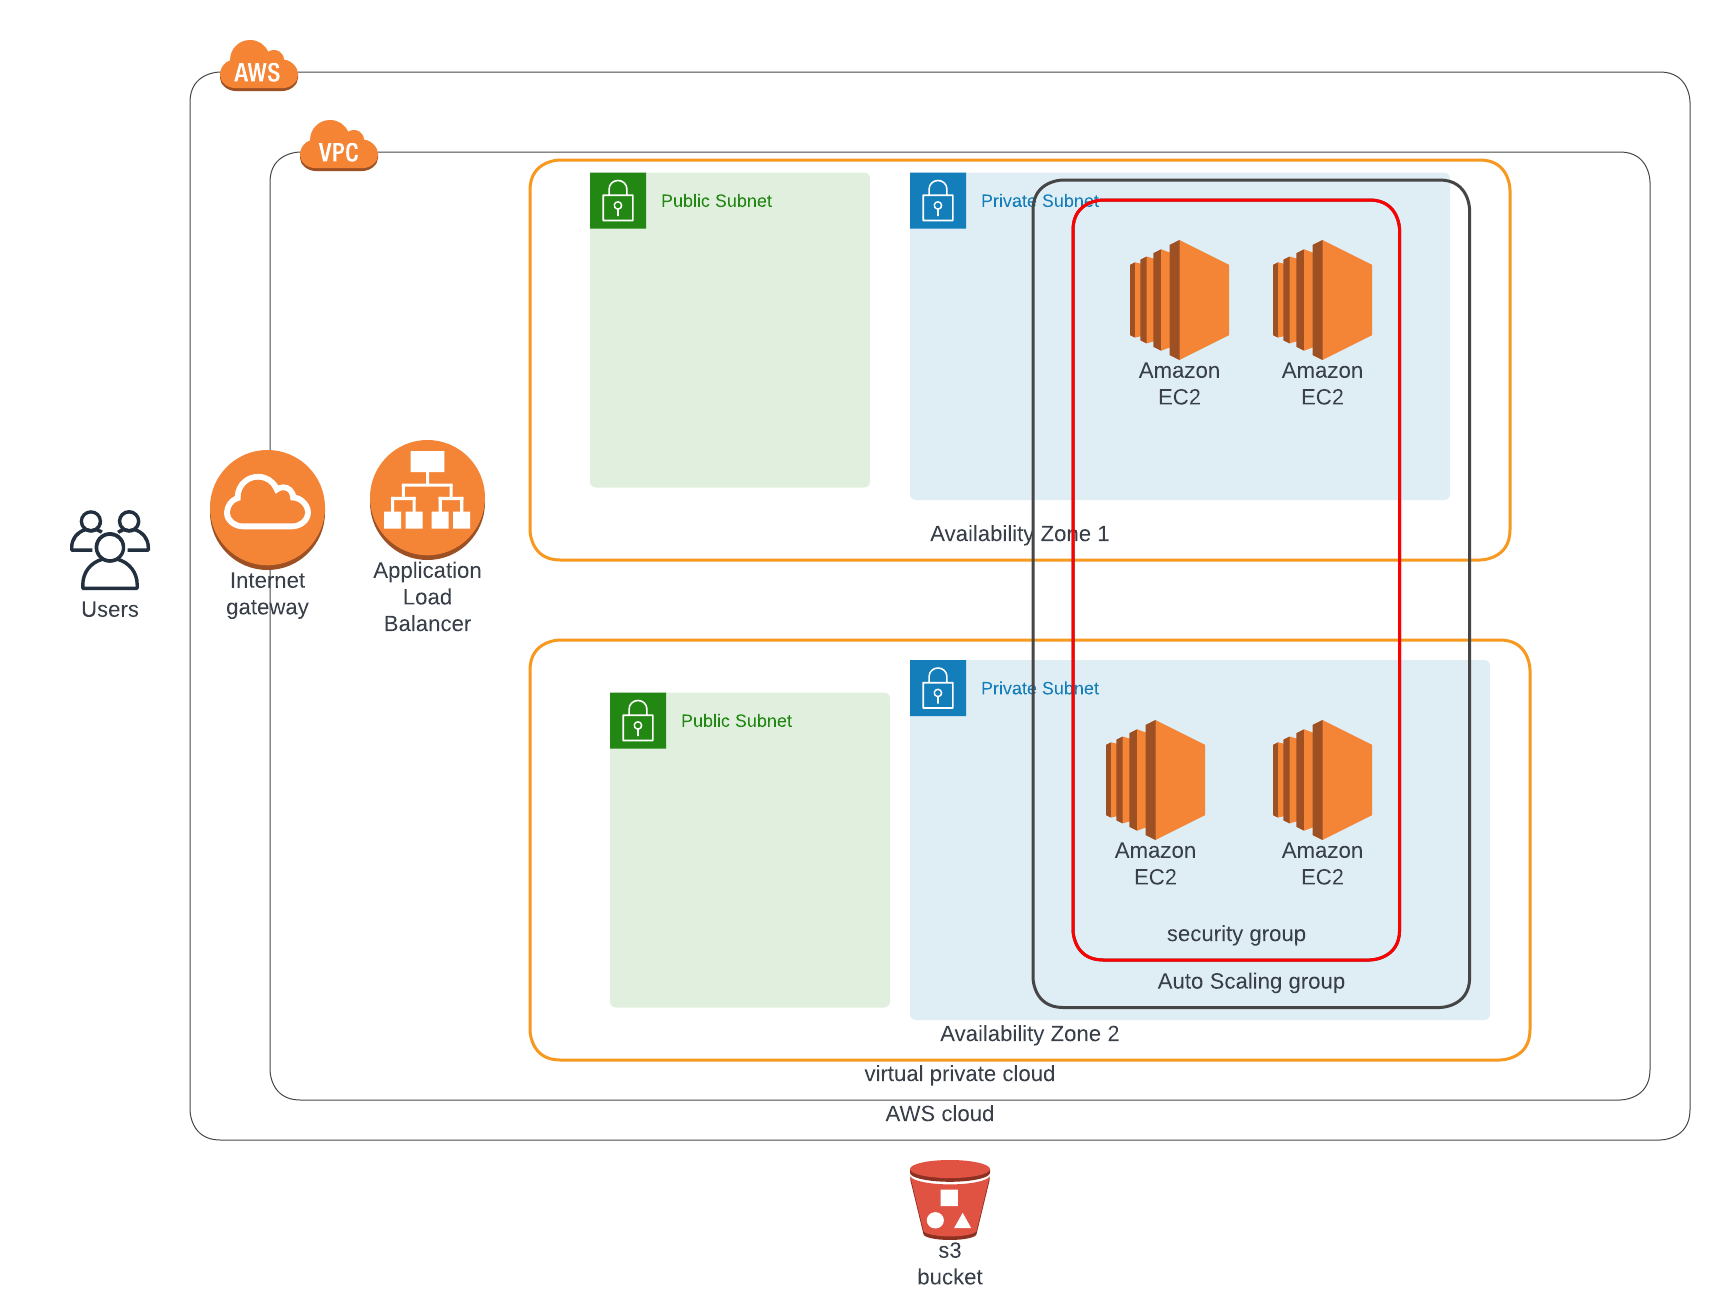 AWS
VPC
Public Subnet
Private Subnet
Amazon
EC2
Amazon
EC2
Availability Zone 1
Users
Internet
gateway
Application
Load
Balancer
Public Subnet
Private Subnet
Amazon
EC2
Amazon
EC2
security group
Auto Scaling group
Availability Zone 2
virtual private cloud
AWS cloud
s3
bucket